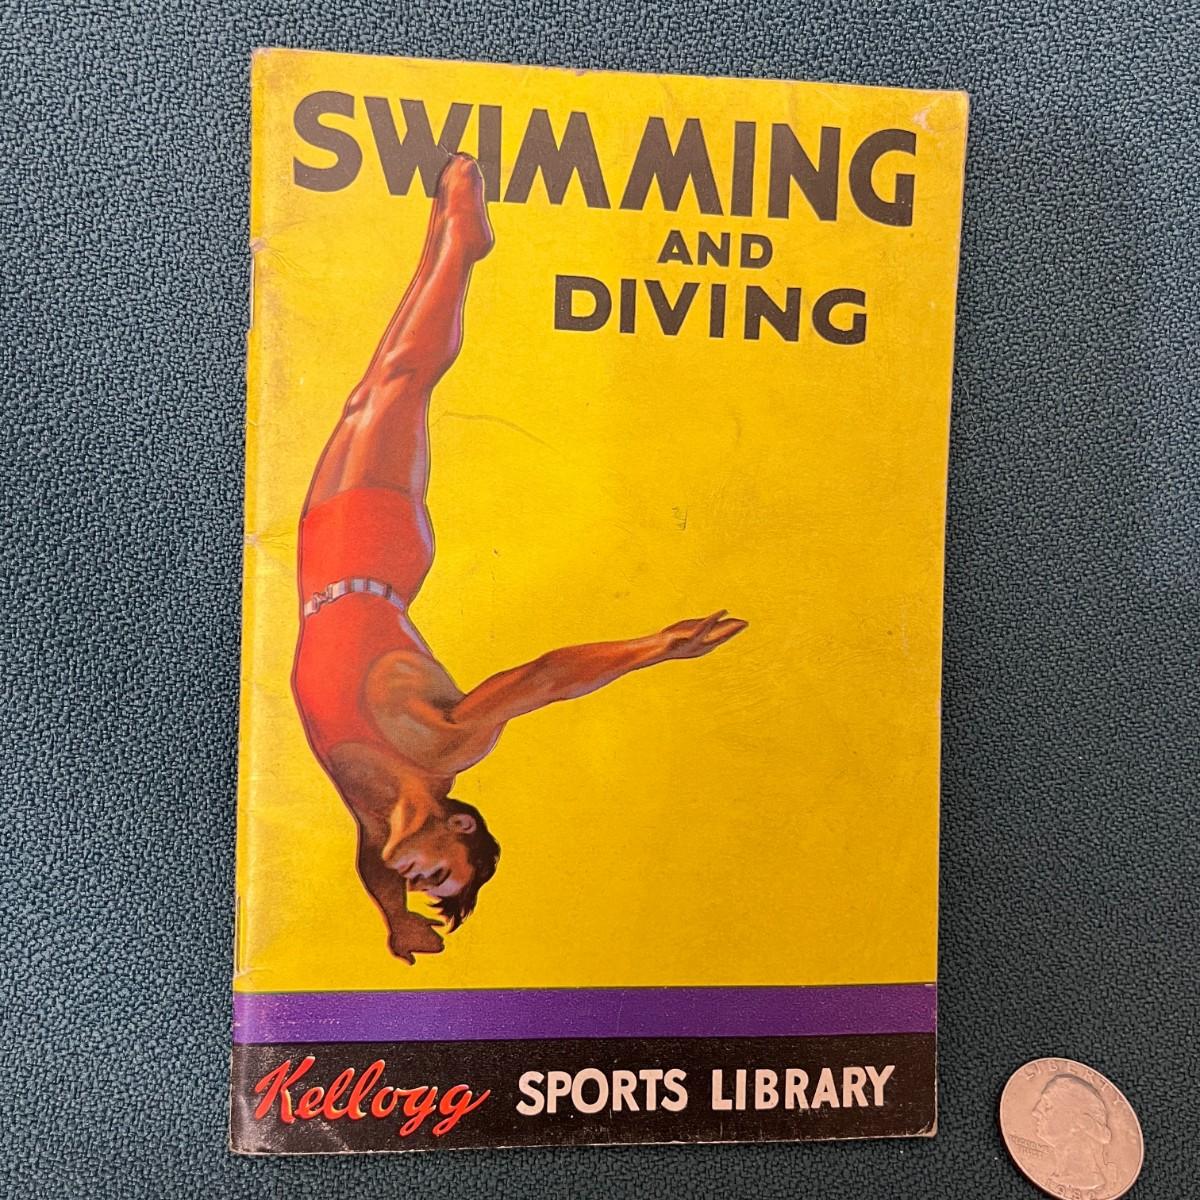 SWIMMING
AND
DIVING
Kellogg SPORTS LIBRARY
LIBERTY